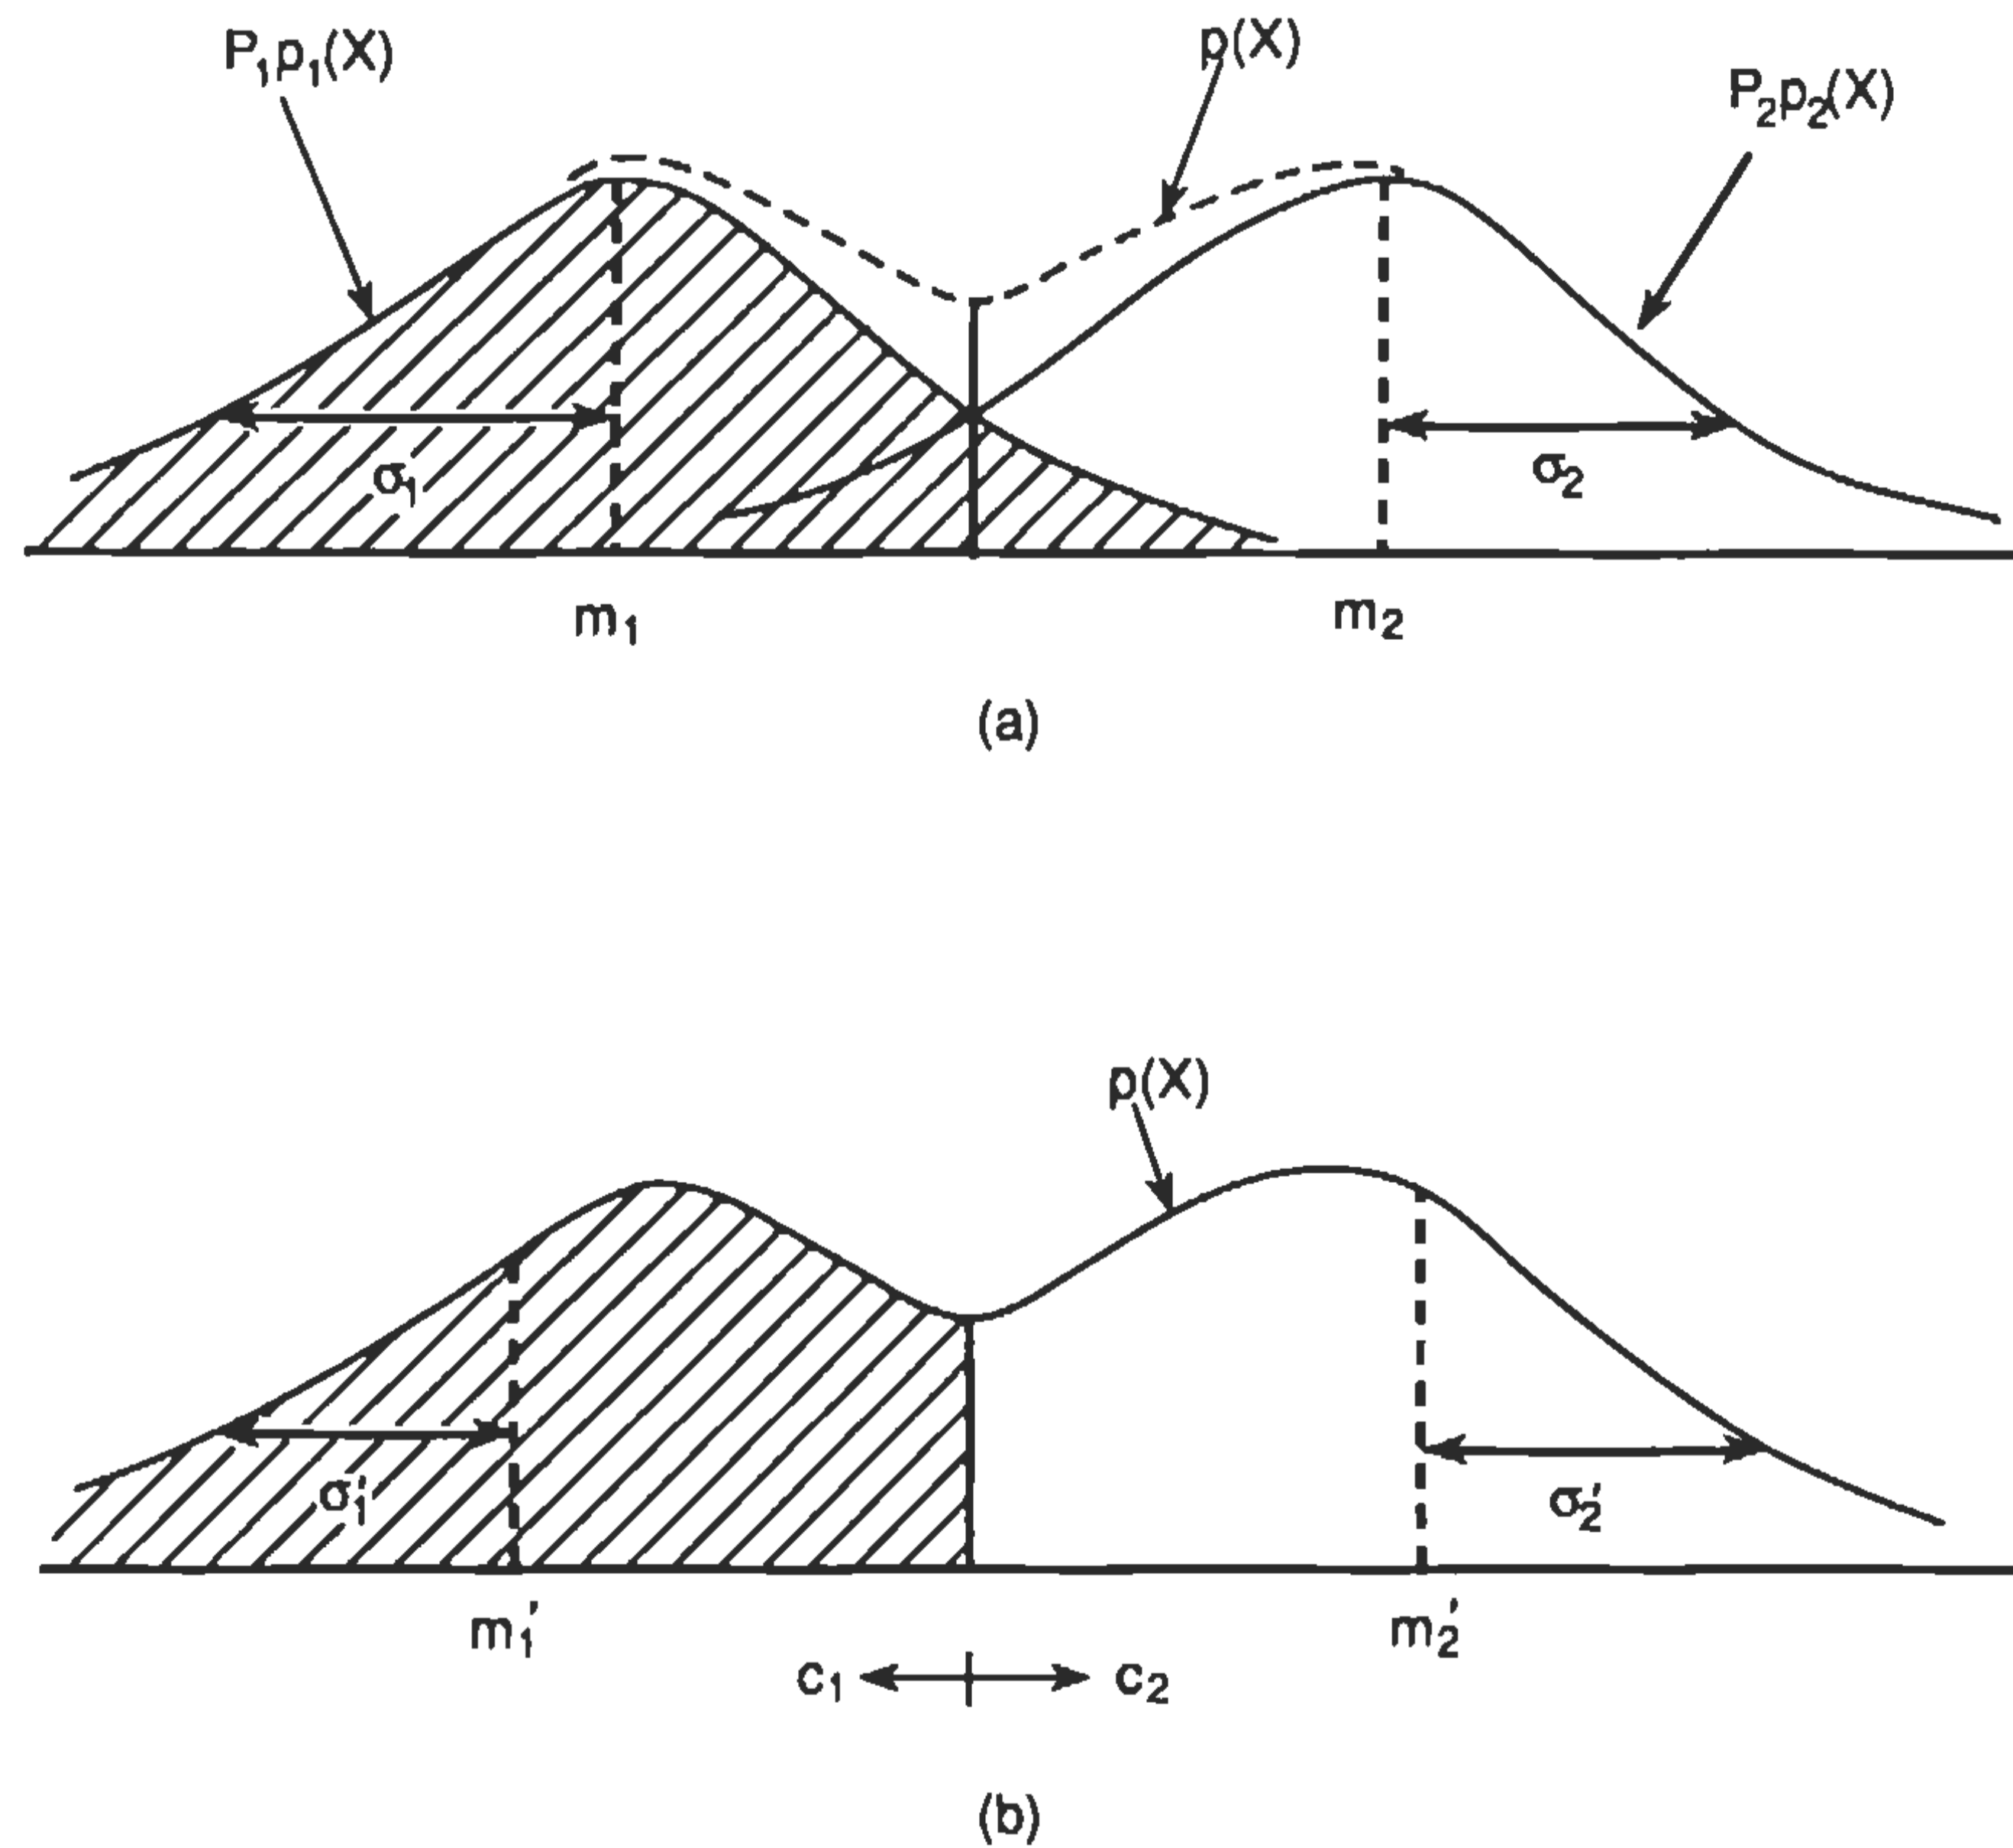 P₁p₁(X)
p(X)
P₂p₂(X)
σ₁
σ₂
m₁
m₂
(a)
p(X)
σ₁′
σ₂′
m₁′
m₂′
c₁ c₂
(b)